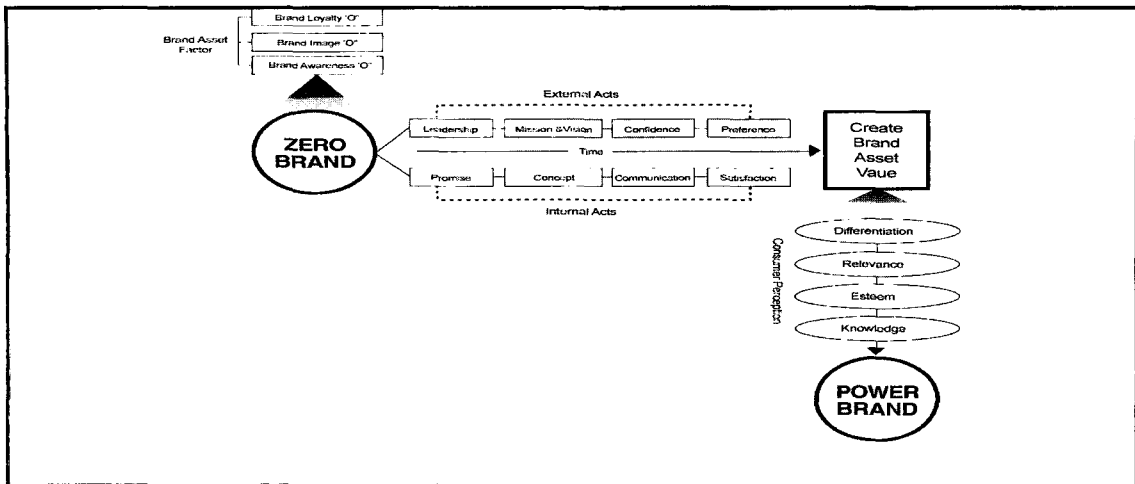 Brand Loyalty 'O'
Brand Asset
Factor
Brand Image 'O'
Brand Awareness 'O'
External Acts
Leadership
Mission &Vision
Confidence
Preference
ZERO
BRAND
Time
Create
Brand
Asset
Vaue
Promise
Concept
Communication
Satisfaction
Internal Acts
Consumer Perception
Differentiation
Relevance
Esteem
Knowledge
POWER
BRAND